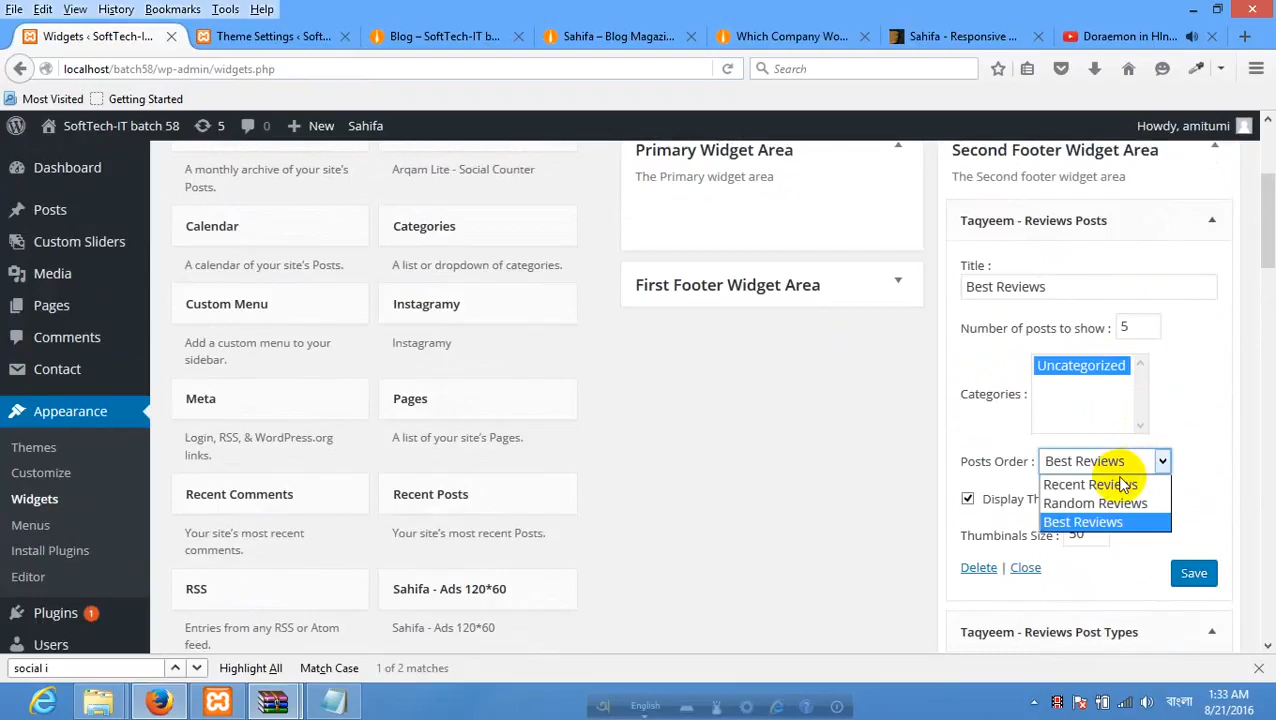 File Edit View History Bookmarks Tools Help
Widgets ‹ SoftTech-IT...
Theme Settings ‹ Soft...
Blog – SoftTech-IT b...
Sahifa – Blog Magazi...
Which Company Wo...
Sahifa - Responsive ...
Doraemon in HIn...
localhost/batch58/wp-admin/widgets.php
Search
Most Visited Getting Started
SoftTech-IT batch 58 5 0 New Sahifa
Howdy, amitumi
Dashboard
Posts
Custom Sliders
Media
Pages
Comments
Contact
Appearance
Themes
Customize
Widgets
Menus
Install Plugins
Editor
Plugins 1
Users
A monthly archive of your site's
Posts.
Arqam Lite - Social Counter
Calendar
A calendar of your site's Posts.
Categories
A list or dropdown of categories.
Custom Menu
Add a custom menu to your
sidebar.
Instagramy
Instagramy
Meta
Login, RSS, & WordPress.org
links.
Pages
A list of your site's Pages.
Recent Comments
Your site's most recent
comments.
Recent Posts
Your site's most recent Posts.
RSS
Entries from any RSS or Atom
feed.
Sahifa - Ads 120*60
Sahifa - Ads 120*60
Primary Widget Area
The Primary widget area
First Footer Widget Area
Second Footer Widget Area
The Second footer widget area
Taqyeem - Reviews Posts
Title :
Best Reviews
Number of posts to show : 5
Uncategorized
Categories :
Posts Order : Best Reviews
Recent Reviews
Random Reviews
Best Reviews
Display Th
Thumbinals Size : 50
Delete | Close
Save
Taqyeem - Reviews Post Types
social i
Highlight All Match Case 1 of 2 matches
English
বাংলা
1:33 AM
8/21/2016